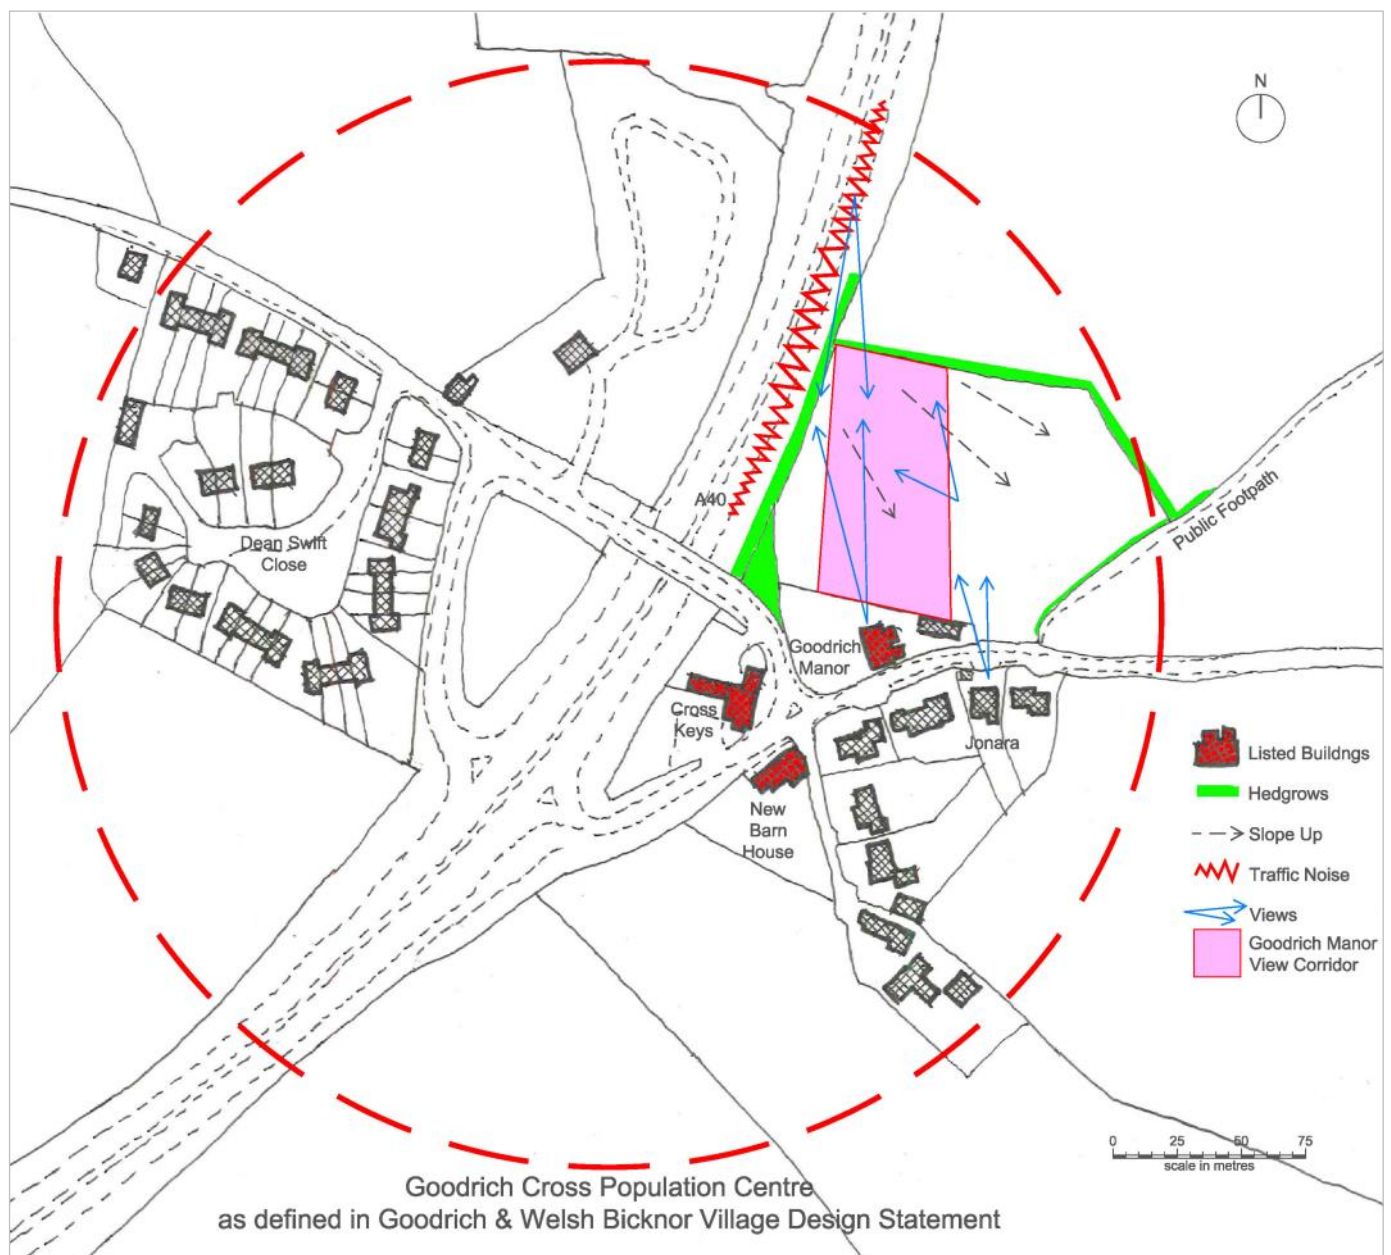 N
A40
Public Footpath
Dean Swift
Close
Goodrich
Manor
Cross
Keys
Jonara
New
Barn
House
Listed Buildngs
Hedgrows
Slope Up
Traffic Noise
Views
Goodrich Manor
View Corridor
0 25 50 75
scale in metres
Goodrich Cross Population Centre
as defined in Goodrich & Welsh Bicknor Village Design Statement